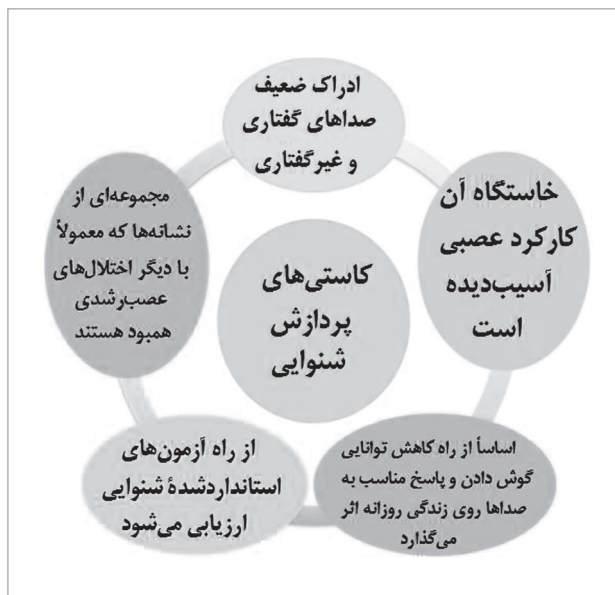 ادراک ضعیف
صداهای گفتاری
و غیرگفتاری
خاستگاه آن
کارکرد عصبی
آسیب‌دیده
است
اساساً از راه کاهش توانایی
گوش دادن و پاسخ مناسب به
صداها روی زندگی روزانه اثر
می‌گذارد
از راه آزمون‌های
استانداردشدهٔ شنوایی
ارزیابی می‌شود
مجموعه‌ای از
نشانه‌ها که معمولاً
با دیگر اختلال‌های
عصب‌رشدی
همبود هستند
کاستی‌های
پردازش
شنوایی